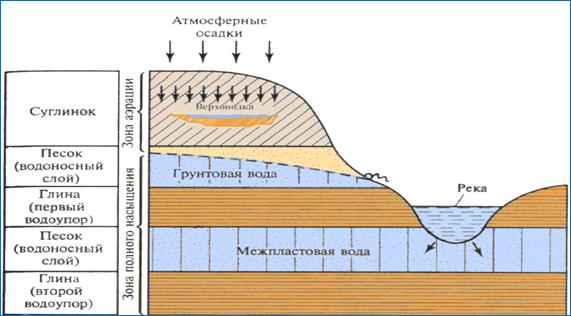 Атмосферные
осадки
Суглинок
Зона аэрации
Верховодка
Песок
(водоносный
слой)
Грунтовая вода
Глина
(первый
водоупор)
Зона полного насыщения
Река
Песок
(водоносный
слой)
Межпластовая вода
Глина
(второй
водоупор)